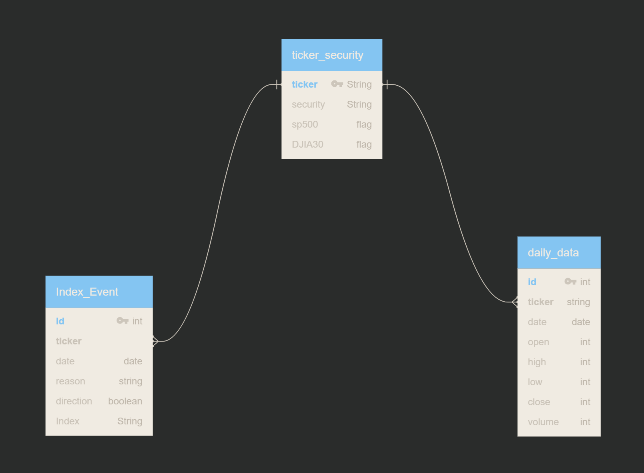 ticker_security
ticker String
security String
sp500 flag
DJIA30 flag
daily_data
id int
ticker string
date date
open int
high int
low int
close int
volume int
Index_Event
id int
ticker
date date
reason string
direction boolean
Index String